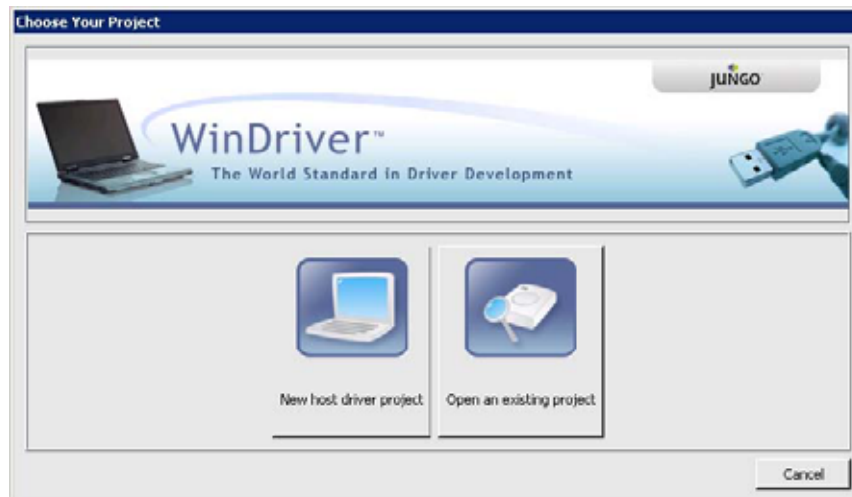 Choose Your Project
JUNGO
WinDriver™
The World Standard in Driver Development
New host driver project
Open an existing project
Cancel